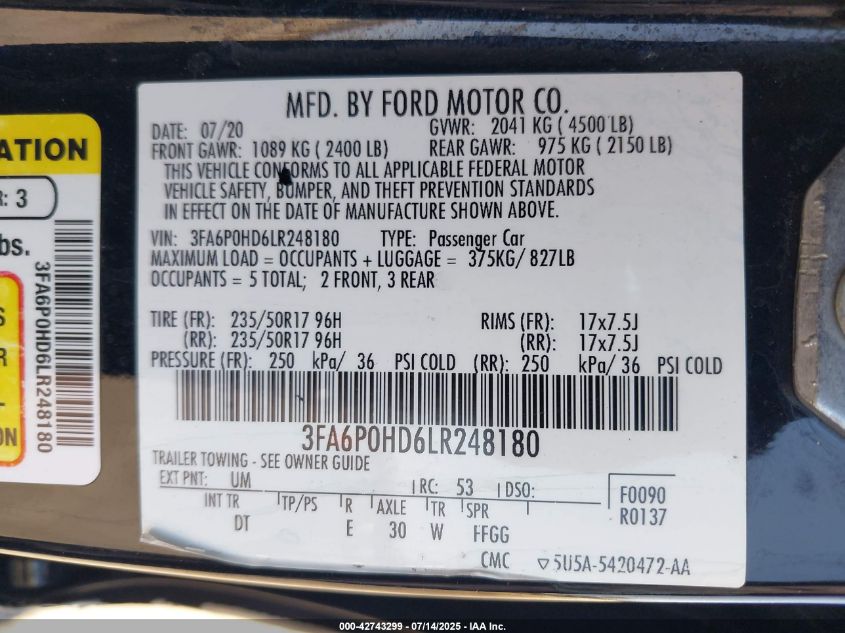 MFD. BY FORD MOTOR CO.
DATE: 07/20 GVWR: 2041 KG ( 4500 LB)
FRONT GAWR: 1089 KG ( 2400 LB) REAR GAWR: 975 KG ( 2150 LB)
THIS VEHICLE CONFORMS TO ALL APPLICABLE FEDERAL MOTOR
VEHICLE SAFETY, BUMPER, AND THEFT PREVENTION STANDARDS
IN EFFECT ON THE DATE OF MANUFACTURE SHOWN ABOVE.
VIN: 3FA6P0HD6LR248180 TYPE: Passenger Car
MAXIMUM LOAD = OCCUPANTS + LUGGAGE = 375KG/ 827LB
OCCUPANTS = 5 TOTAL; 2 FRONT, 3 REAR
TIRE (FR): 235/50R17 96H RIMS (FR): 17x7.5J
(RR): 235/50R17 96H (RR): 17x7.5J
PRESSURE (FR): 250 kPa/ 36 PSI COLD (RR): 250 kPa/ 36 PSI COLD
3FA6P0HD6LR248180
TRAILER TOWING - SEE OWNER GUIDE
EXT PNT: UM RC: 53 DSO: F0090
INT TR TP/PS R AXLE TR SPR R0137
DT E 30 W FFGG
CMC 5U5A-5420472-AA
ATION
R: 3
bs.
3FA6P0HD6LR248180
S
R
L
ON
000-42743299 - 07/14/2025 - IAA Inc.